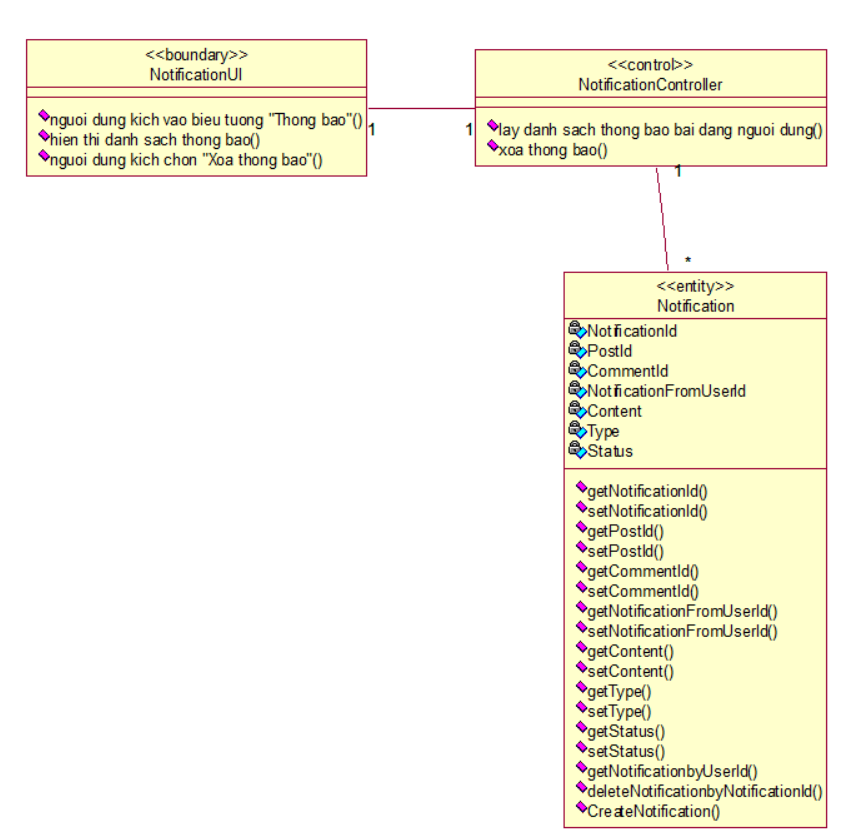 <<boundary>>
NotificationUI
nguoi dung kich vao bieu tuong "Thong bao"()
hien thi danh sach thong bao()
nguoi dung kich chon "Xoa thong bao"()
1
1
<<control>>
NotificationController
lay danh sach thong bao bai dang nguoi dung()
xoa thong bao()
1
*
<<entity>>
Notification
NotificationId
PostId
CommentId
NotificationFromUserId
Content
Type
Status
getNotificationId()
setNotificationId()
getPostId()
setPostId()
getCommentId()
setCommentId()
getNotificationFromUserId()
setNotificationFromUserId()
getContent()
setContent()
getType()
setType()
getStatus()
setStatus()
getNotificationbyUserId()
deleteNotificationbyNotificationId()
CreateNotification()